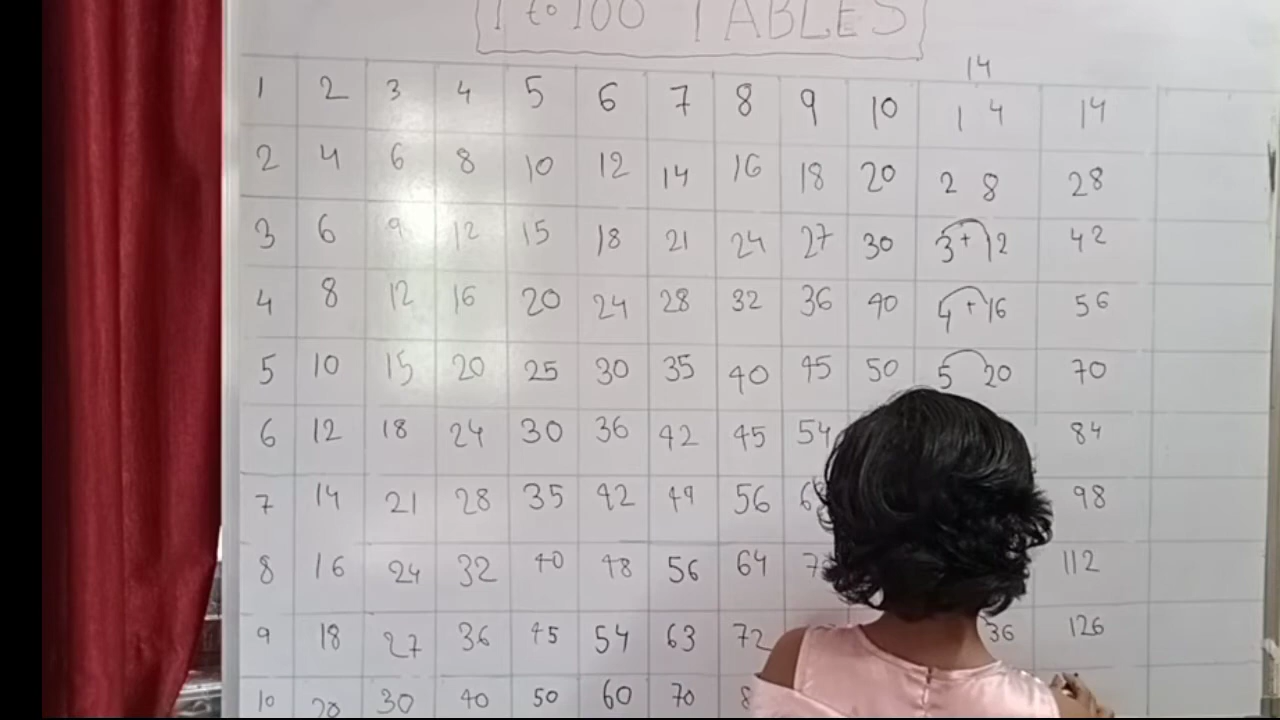 1 to 100 TABLES
14
1 2 3 4 5 6 7 8 9 10 1 4 14
2 4 6 8 10 12 14 16 18 20 2 8 28
3 6 9 12 15 18 21 24 27 30 3 + 12 42
4 8 12 16 20 24 28 32 36 40 4 + 16 56
5 10 15 20 25 30 35 40 45 50 5 20 70
6 12 18 24 30 36 42 45 54 84
7 14 21 28 35 42 49 56 98
8 16 24 32 40 48 56 64 112
9 18 27 36 45 54 63 72 36 126
10 20 30 40 50 60 70